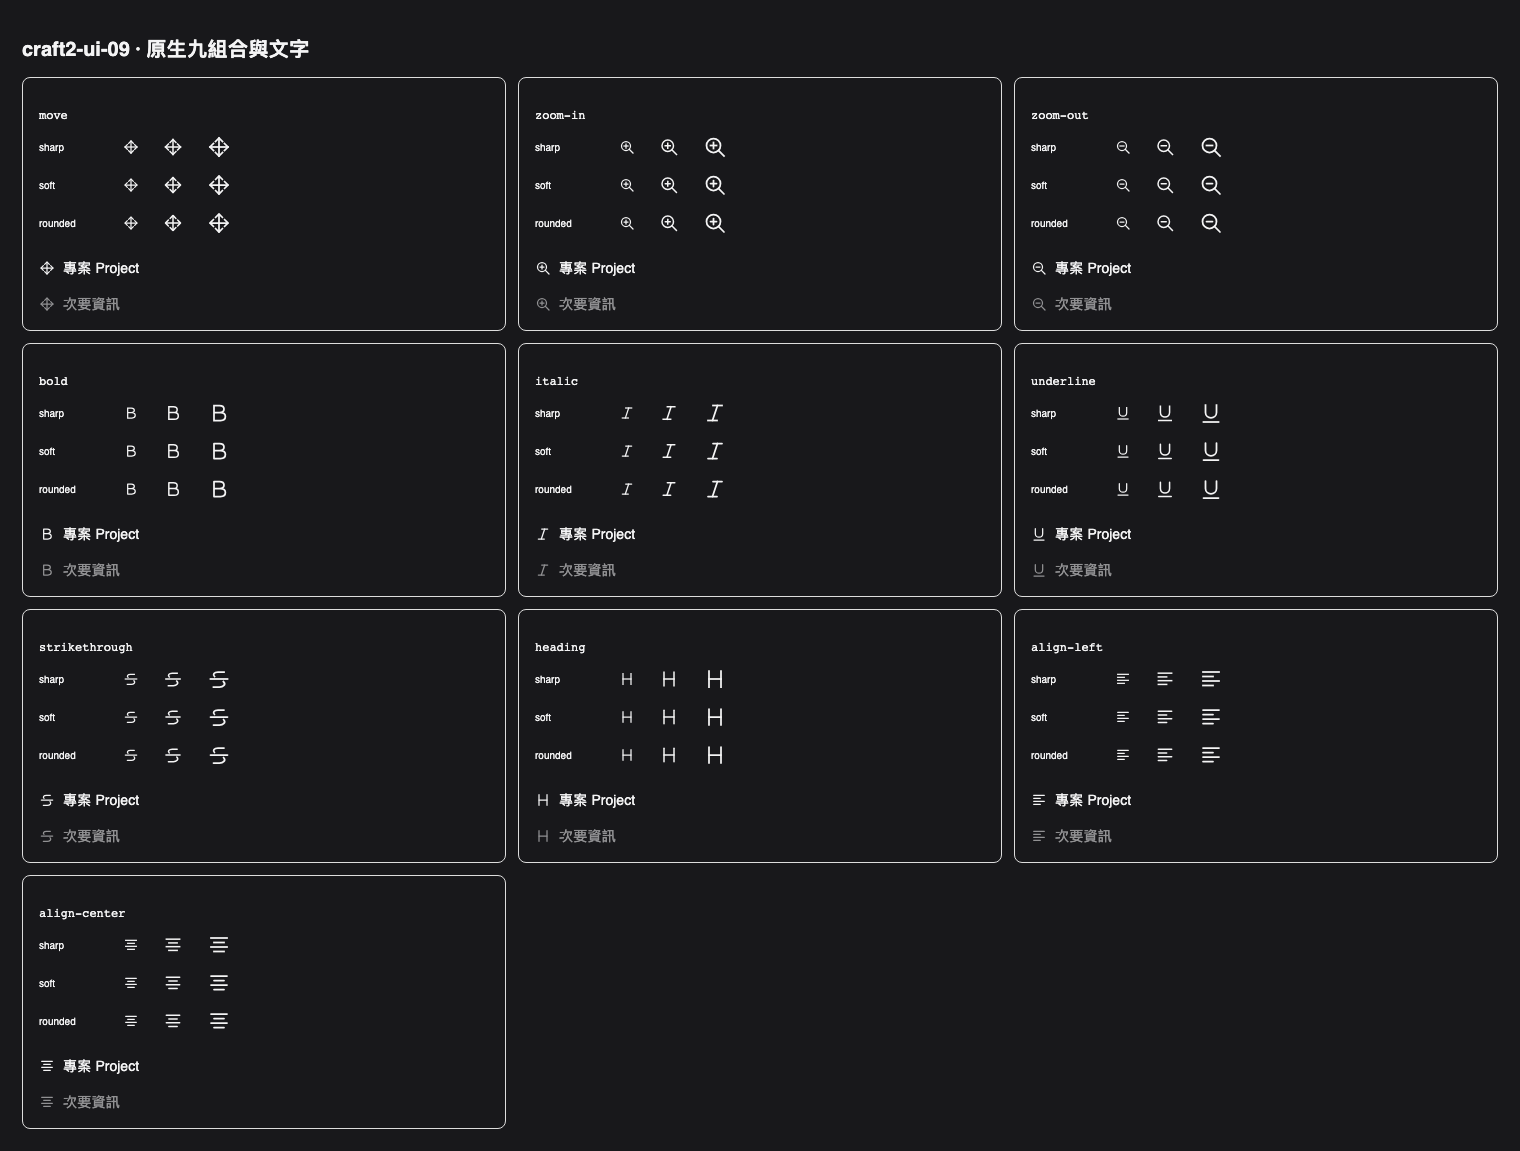 craft2-ui-09 · 原生九組合與文字
move
sharp
soft
rounded
專案 Project
次要資訊
zoom-in
sharp
soft
rounded
專案 Project
次要資訊
zoom-out
sharp
soft
rounded
專案 Project
次要資訊
bold
sharp
soft
rounded
專案 Project
次要資訊
italic
sharp
soft
rounded
專案 Project
次要資訊
underline
sharp
soft
rounded
專案 Project
次要資訊
strikethrough
sharp
soft
rounded
專案 Project
次要資訊
heading
sharp
soft
rounded
專案 Project
次要資訊
align-left
sharp
soft
rounded
專案 Project
次要資訊
align-center
sharp
soft
rounded
專案 Project
次要資訊